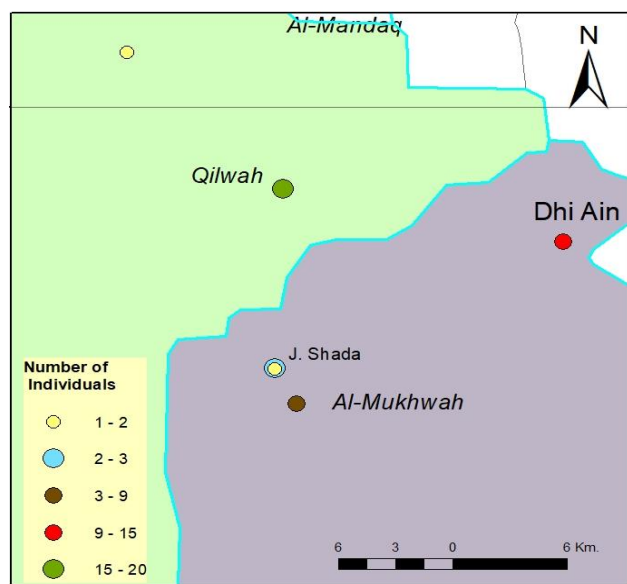 Al-Mandaq
N
Qilwah
Dhi Ain
J. Shada
Al-Mukhwah
Number of
Individuals
1 - 2
2 - 3
3 - 9
9 - 15
15 - 20
6 3 0 6 Km.